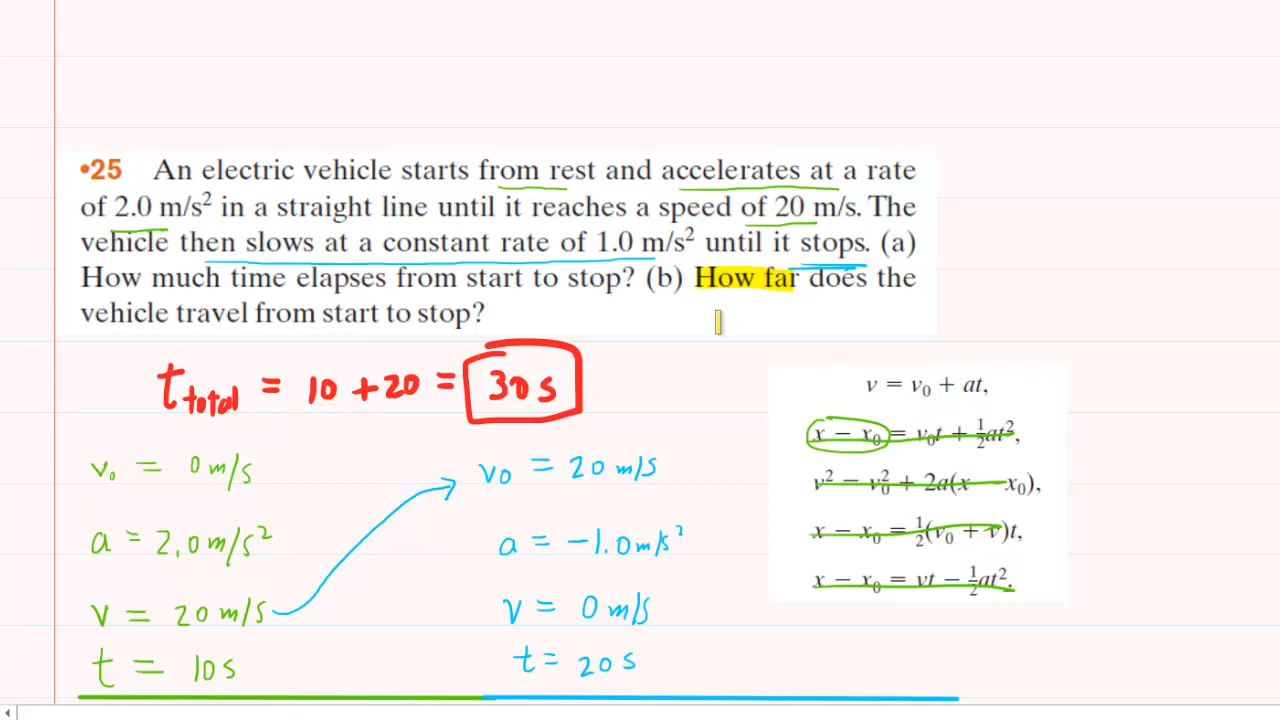 •25 An electric vehicle starts from rest and accelerates at a rate
of 2.0 m/s² in a straight line until it reaches a speed of 20 m/s. The
vehicle then slows at a constant rate of 1.0 m/s² until it stops. (a)
How much time elapses from start to stop? (b) How far does the
vehicle travel from start to stop?
t total = 10 + 20 = 30 s
v₀ = 0 m/s
a = 2.0 m/s²
v = 20 m/s
t = 10 s
v₀ = 20 m/s
a = -1.0 m/s²
v = 0 m/s
t = 20 s
v = v₀ + at,
x − x₀ = v₀t + ½at²,
v² = v₀² + 2a(x − x₀),
x − x₀ = ½(v₀ + v)t,
x − x₀ = vt − ½at².